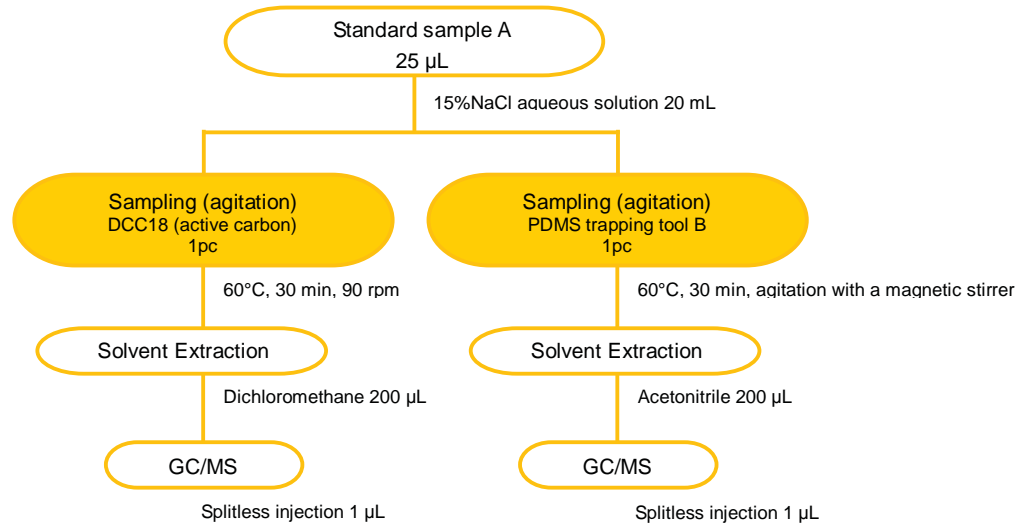 Standard sample A
25 µL
15%NaCl aqueous solution 20 mL
Sampling (agitation)
DCC18 (active carbon)
1pc
60°C, 30 min, 90 rpm
Solvent Extraction
Dichloromethane 200 µL
GC/MS
Splitless injection 1 µL
Sampling (agitation)
PDMS trapping tool B
1pc
60°C, 30 min, agitation with a magnetic stirrer
Solvent Extraction
Acetonitrile 200 µL
GC/MS
Splitless injection 1 µL